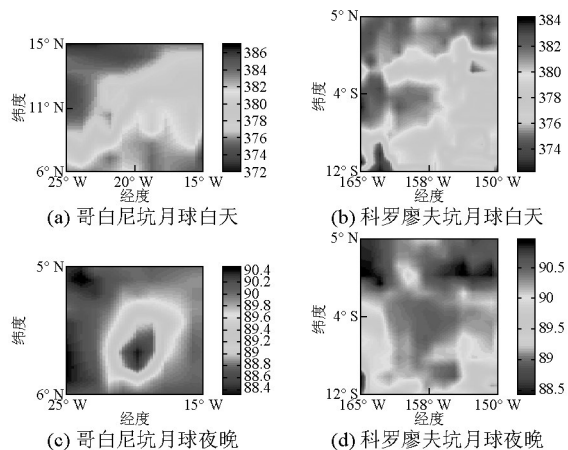 15° N
11° N
6° N
纬度
25° W 20° W 15° W
经度
386
384
382
380
378
376
374
372
(a) 哥白尼坑月球白天
5° N
4° S
12° S
纬度
165° W 158° W 150° W
经度
384
382
380
378
376
374
(b) 科罗廖夫坑月球白天
5° N
6° N
纬度
25° W 20° W 15° W
经度
90.4
90.2
90
89.8
89.6
89.4
89.2
89
88.8
88.6
88.4
(c) 哥白尼坑月球夜晚
5° N
4° S
12° S
纬度
165° W 158° W 150° W
经度
90.5
90
89.5
89
88.5
(d) 科罗廖夫坑月球夜晚